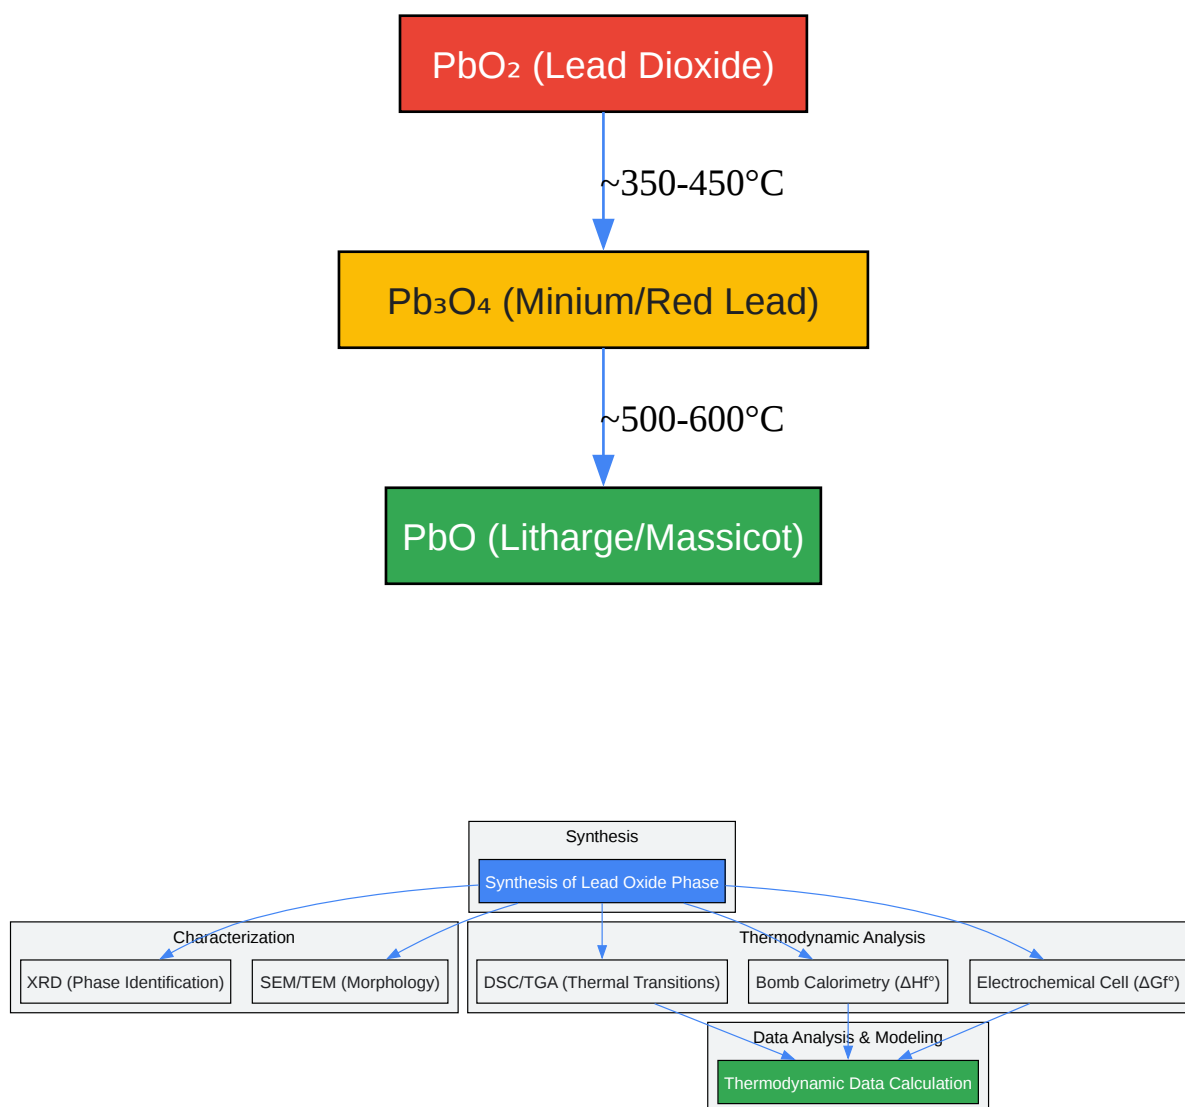 PbO₂ (Lead Dioxide)
~350-450°C
Pb₃O₄ (Minium/Red Lead)
~500-600°C
PbO (Litharge/Massicot)
Synthesis
Synthesis of Lead Oxide Phase
Characterization
Thermodynamic Analysis
XRD (Phase Identification)
SEM/TEM (Morphology)
DSC/TGA (Thermal Transitions)
Bomb Calorimetry (ΔHf°)
Electrochemical Cell (ΔGf°)
Data Analysis & Modeling
Thermodynamic Data Calculation